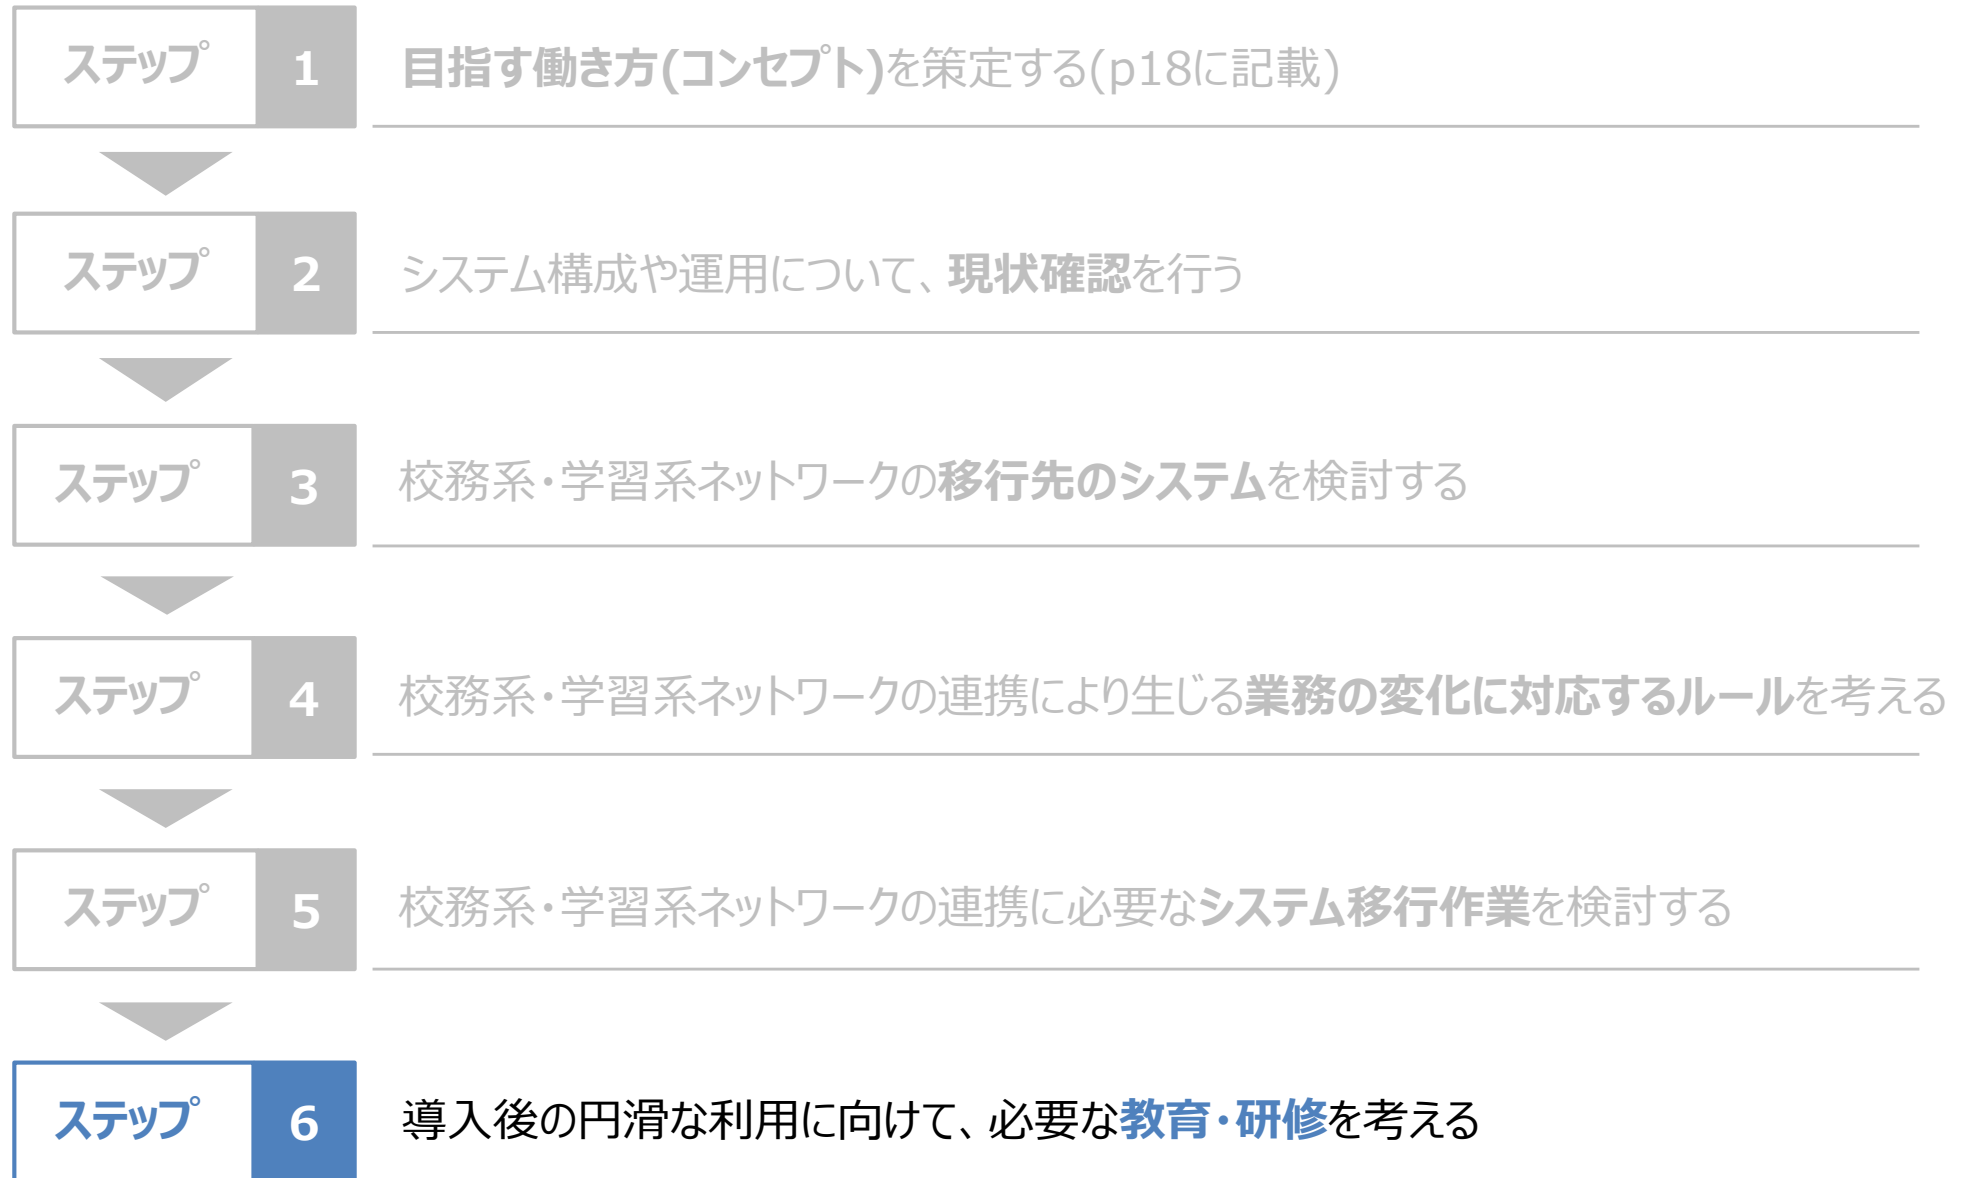 ステップ 1 目指す働き方(コンセプト)を策定する(p18に記載)
ステップ 2 システム構成や運用について、現状確認を行う
ステップ 3 校務系・学習系ネットワークの移行先のシステムを検討する
ステップ 4 校務系・学習系ネットワークの連携により生じる業務の変化に対応するルールを考える
ステップ 5 校務系・学習系ネットワークの連携に必要なシステム移行作業を検討する
ステップ 6 導入後の円滑な利用に向けて、必要な教育・研修を考える